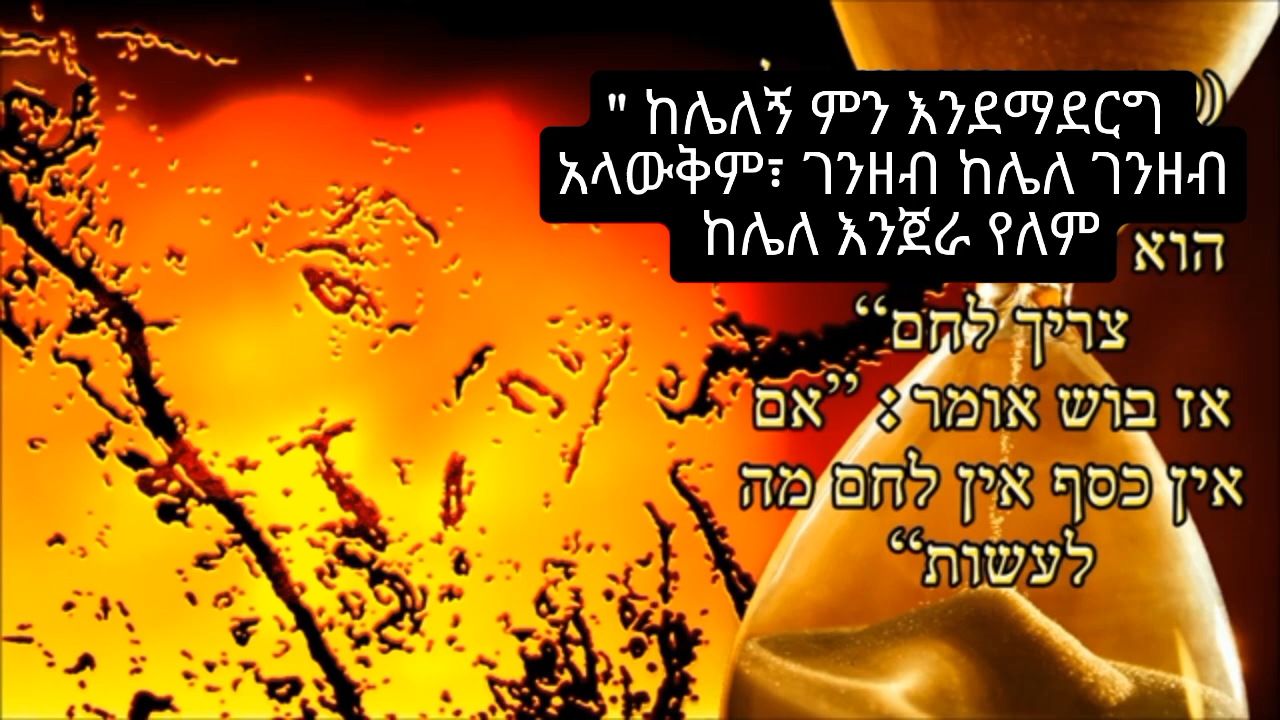 " ከሌለኝ ምን እንደማደርግ
አላውቅም፣ ገንዘብ ከሌለ ገንዘብ
ከሌለ እንጀራ የለም
הוא
צריך לחם“
אז בוש אומר: ”אם
אין כסף אין לחם מה
לעשות“